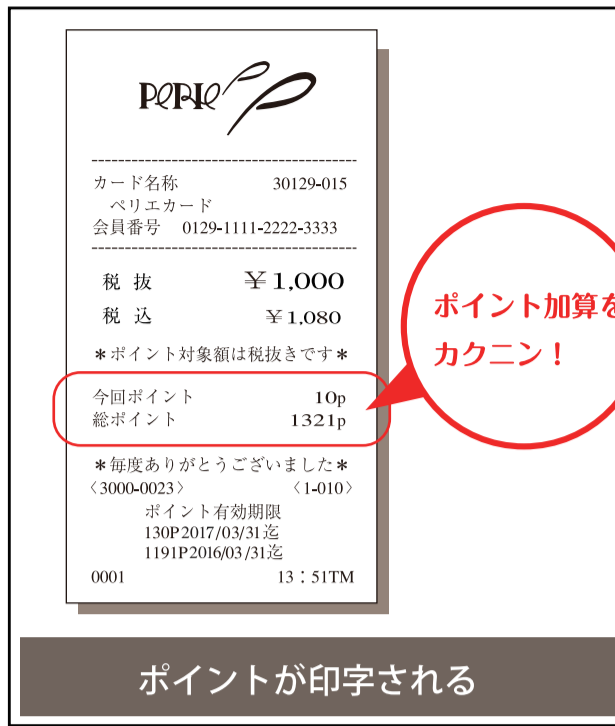 PeRIe
カード名称 30129-015
ペリエカード
会員番号 0129-1111-2222-3333
税 抜 ￥1,000
税 込 ￥1,080
＊ポイント対象額は税抜きです＊
今回ポイント 10p
総ポイント 1321p
＊毎度ありがとうございました＊
〈3000-0023〉 〈1-010〉
ポイント有効期限
130P2017/03/31迄
1191P2016/03/31迄
0001 13：51TM
ポイント加算を
カクニン！
ポイントが印字される